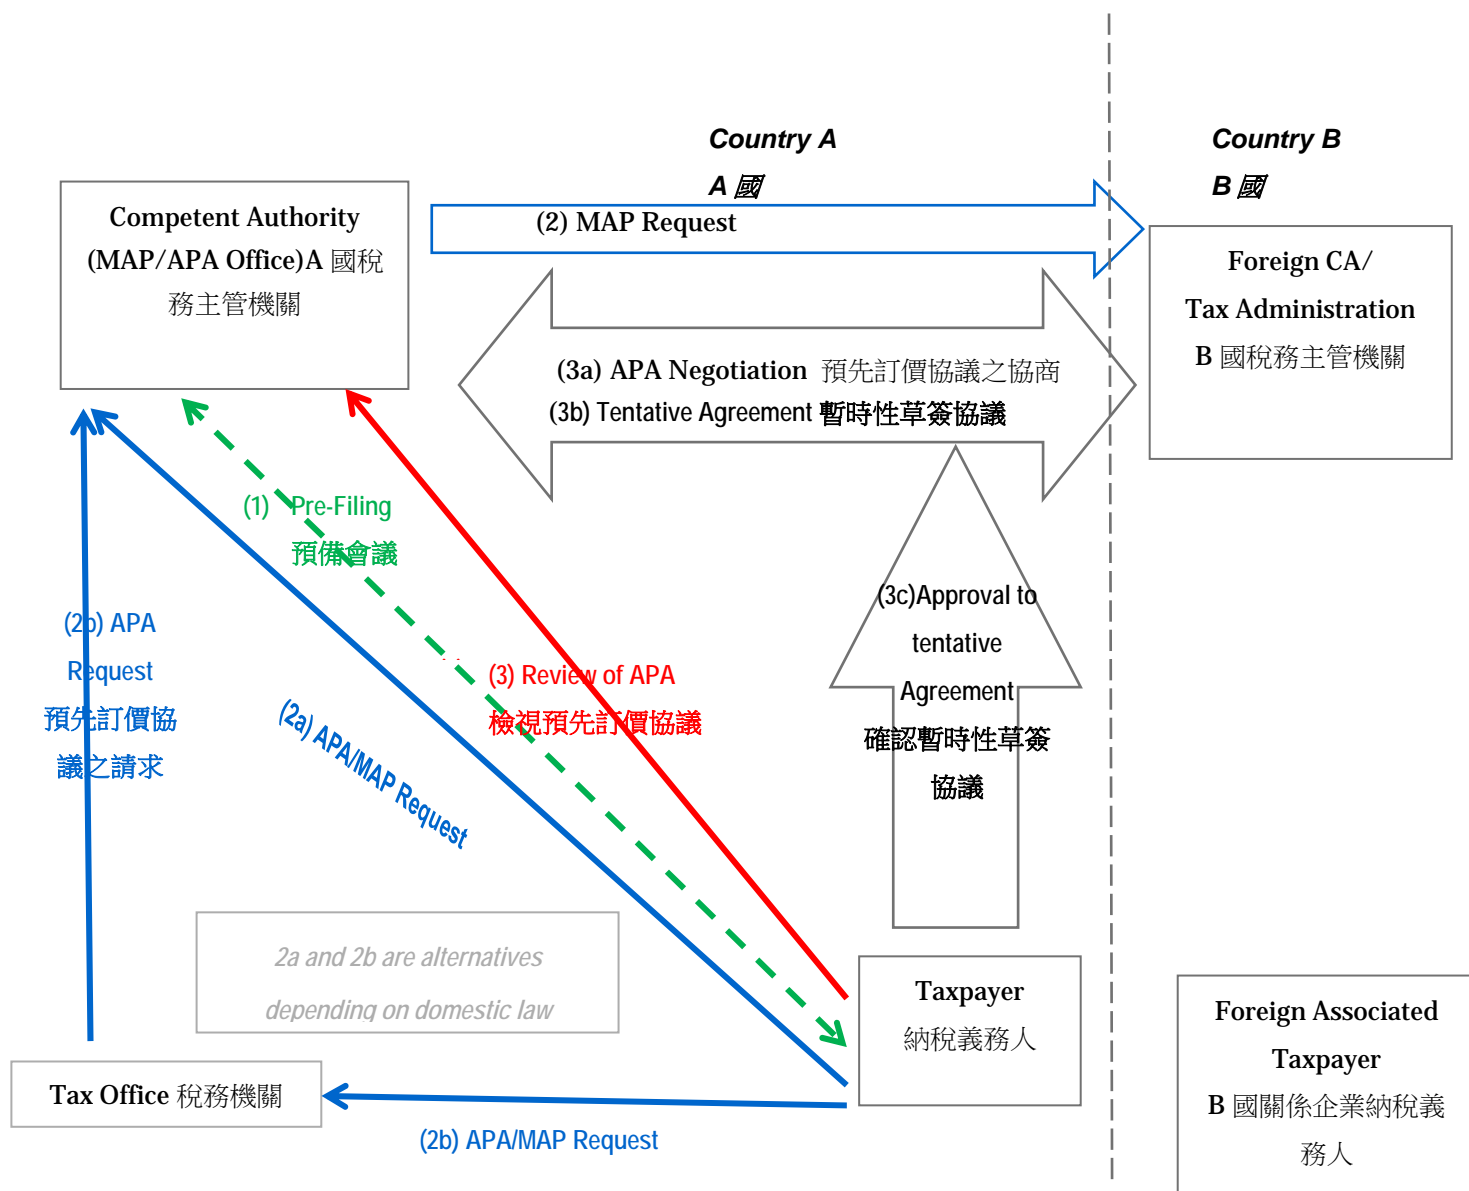 Country A
A 國
Country B
B 國
Competent Authority
(MAP/APA Office)A 國稅
務主管機關
(2) MAP Request
Foreign CA/
Tax Administration
B 國稅務主管機關
(3a) APA Negotiation 預先訂價協議之協商
(3b) Tentative Agreement 暫時性草簽協議
(1) Pre-Filing
預備會議
(3c)Approval to
tentative
Agreement
確認暫時性草簽
協議
(2b) APA
Request
預先訂價協
議之請求
(3) Review of APA
檢視預先訂價協議
(2a) APA/MAP Request
2a and 2b are alternatives
depending on domestic law
Taxpayer
納稅義務人
Foreign Associated
Taxpayer
B 國關係企業納稅義
務人
Tax Office 稅務機關
(2b) APA/MAP Request